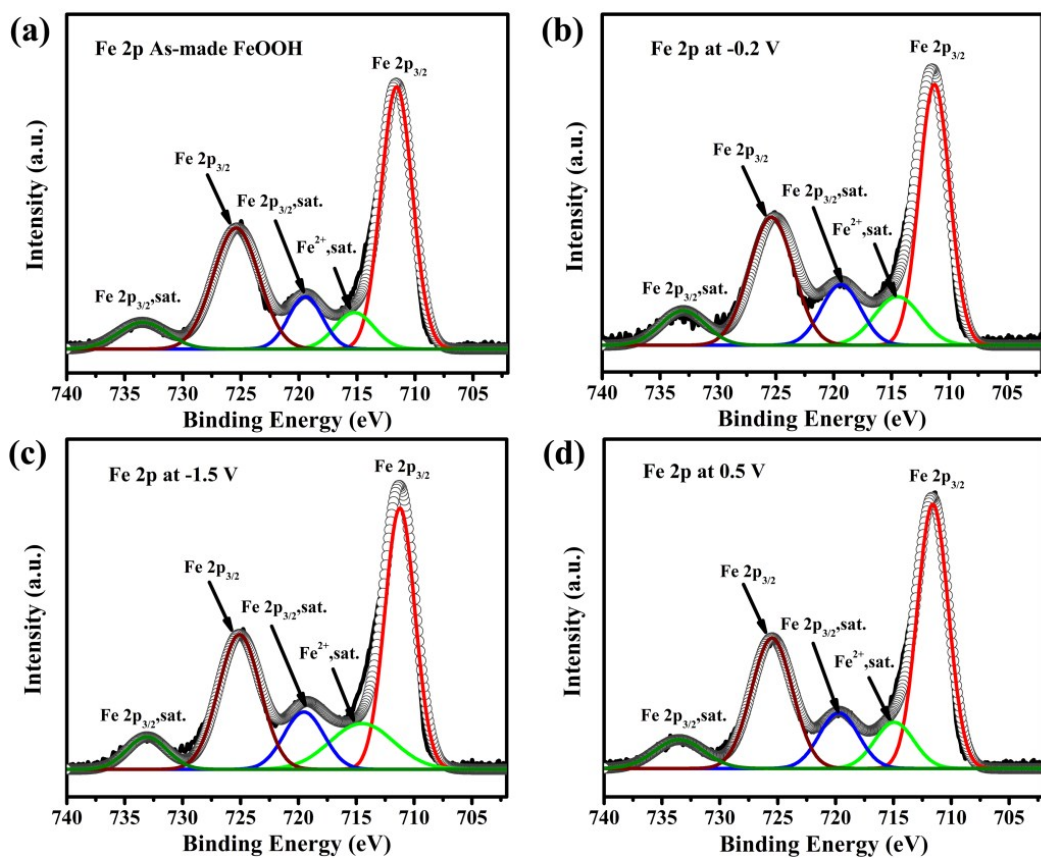 (a)
Fe 2p As-made FeOOH
Fe 2p3/2
Fe 2p3/2
Fe 2p3/2,sat.
Fe2+,sat.
Fe 2p3/2,sat.
Intensity (a.u.)
740 735 730 725 720 715 710 705
Binding Energy (eV)
(b)
Fe 2p at -0.2 V
Fe 2p3/2
Fe 2p3/2
Fe 2p3/2,sat.
Fe2+,sat.
Fe 2p3/2,sat.
Intensity (a.u.)
740 735 730 725 720 715 710 705
Binding Energy (eV)
(c)
Fe 2p at -1.5 V
Fe 2p3/2
Fe 2p3/2
Fe 2p3/2,sat.
Fe2+,sat.
Fe 2p3/2,sat.
Intensity (a.u.)
740 735 730 725 720 715 710 705
Binding Energy (eV)
(d)
Fe 2p at 0.5 V
Fe 2p3/2
Fe 2p3/2
Fe 2p3/2,sat.
Fe2+,sat.
Fe 2p3/2,sat.
Intensity (a.u.)
740 735 730 725 720 715 710 705
Binding Energy (eV)